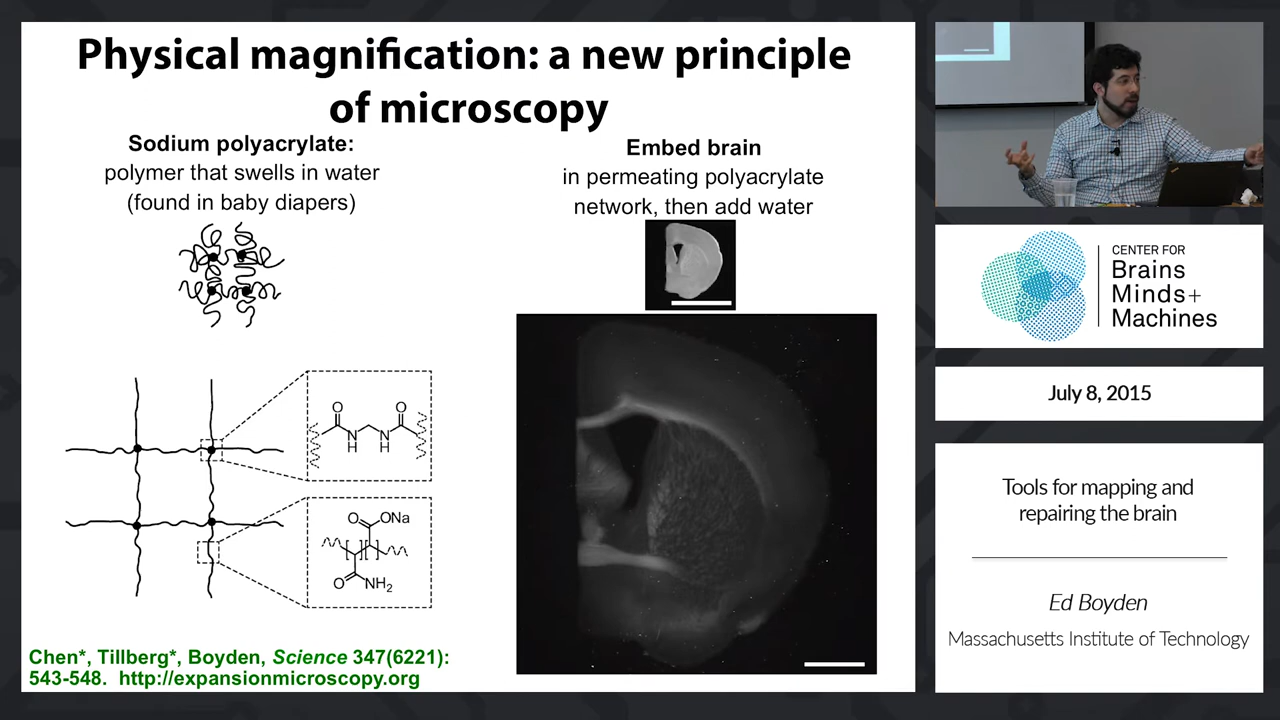 Physical magnification: a new principle
of microscopy
Sodium polyacrylate:
polymer that swells in water
(found in baby diapers)
Embed brain
in permeating polyacrylate
network, then add water
O
O
N
H
N
H
O
ONa
O
NH2
Chen*, Tillberg*, Boyden, Science 347(6221):
543-548. http://expansionmicroscopy.org
CENTER FOR
Brains
Minds+
Machines
July 8, 2015
Tools for mapping and
repairing the brain
Ed Boyden
Massachusetts Institute of Technology